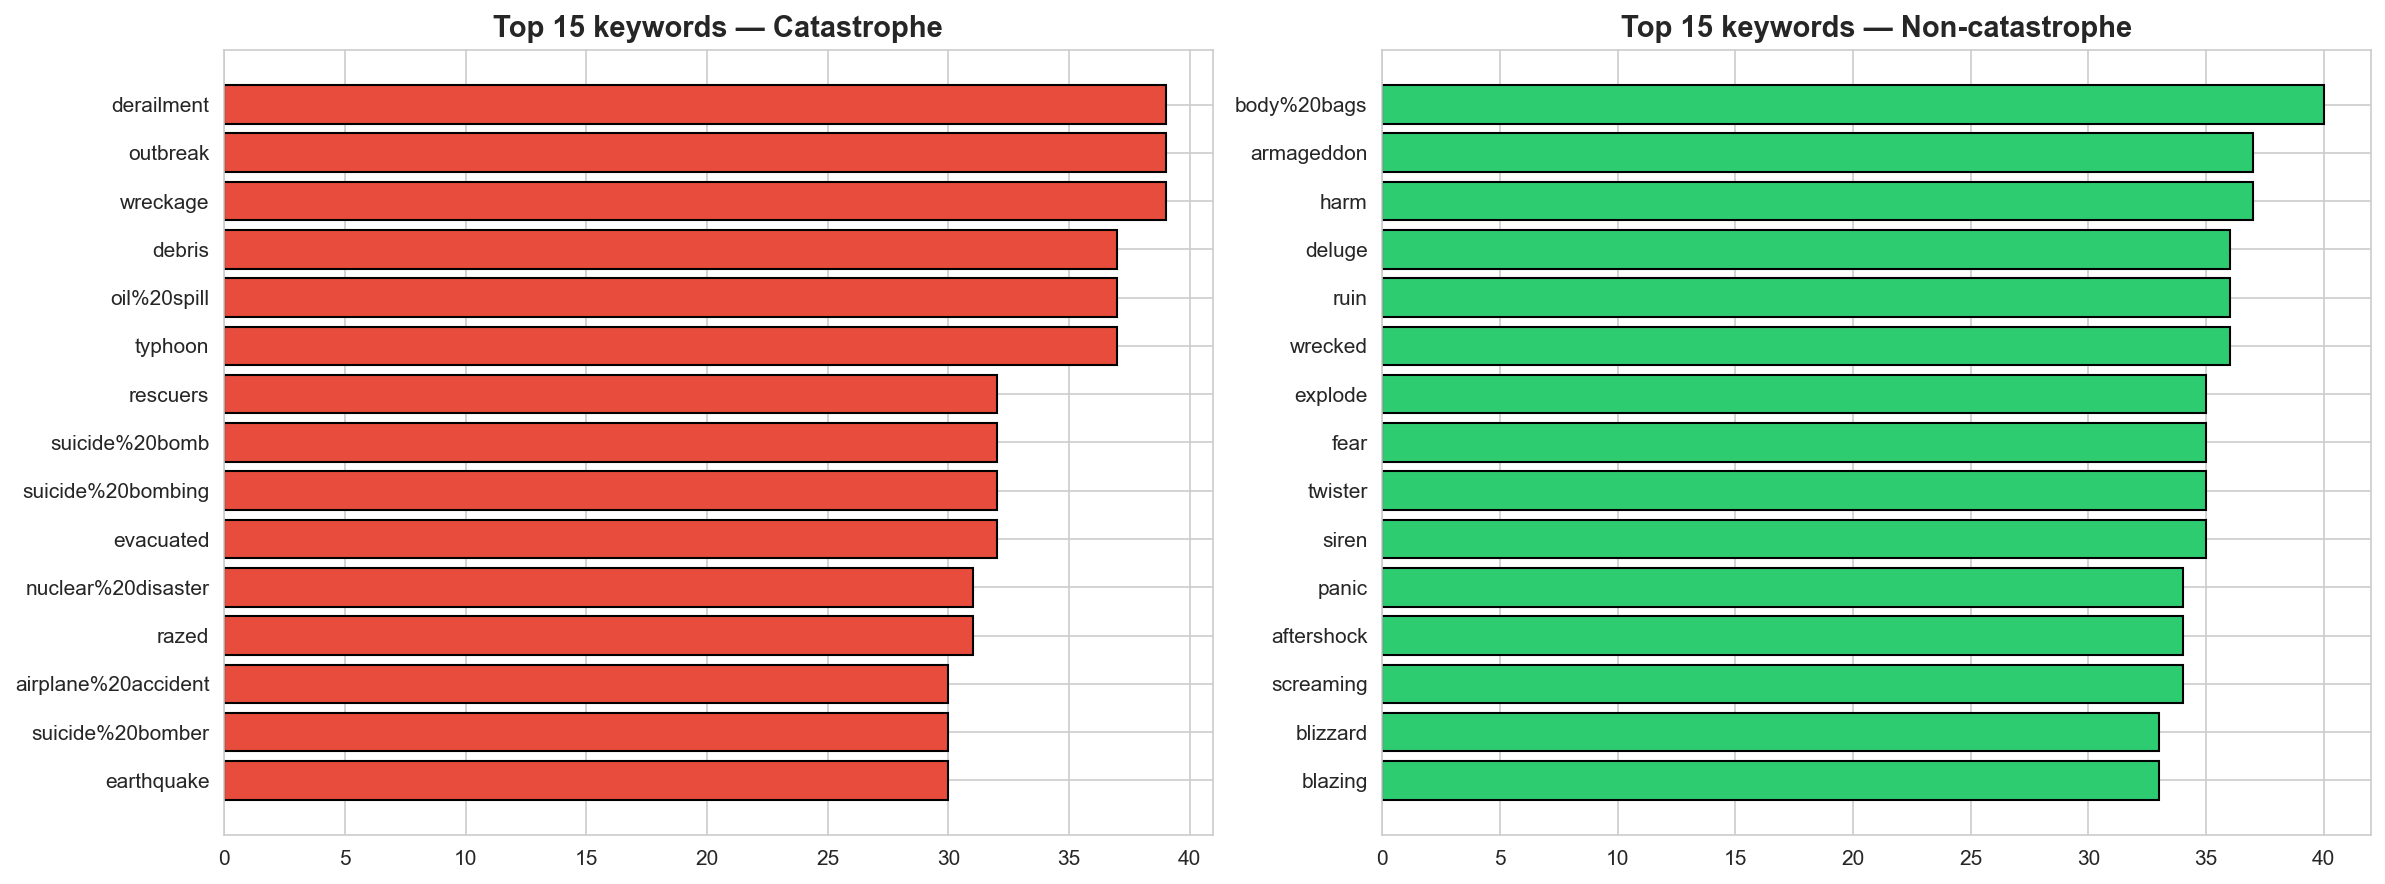 Top 15 keywords — Catastrophe
derailment
outbreak
wreckage
debris
oil%20spill
typhoon
rescuers
suicide%20bomb
suicide%20bombing
evacuated
nuclear%20disaster
razed
airplane%20accident
suicide%20bomber
earthquake
0 5 10 15 20 25 30 35 40
Top 15 keywords — Non-catastrophe
body%20bags
armageddon
harm
deluge
ruin
wrecked
explode
fear
twister
siren
panic
aftershock
screaming
blizzard
blazing
0 5 10 15 20 25 30 35 40